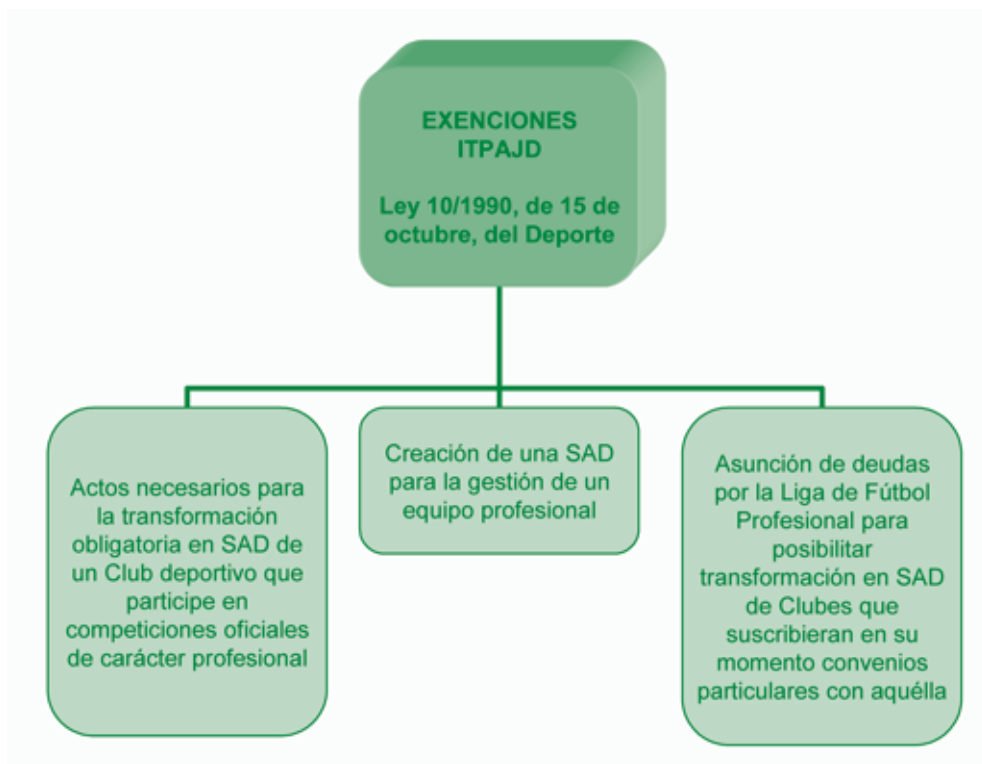 EXENCIONES
ITPAJD
Ley 10/1990, de 15 de
octubre, del Deporte
Actos necesarios para
la transformación
obligatoria en SAD de
un Club deportivo que
participe en
competiciones oficiales
de carácter profesional
Creación de una SAD
para la gestión de un
equipo profesional
Asunción de deudas
por la Liga de Fútbol
Profesional para
posibilitar
transformación en SAD
de Clubes que
suscribieran en su
momento convenios
particulares con aquélla